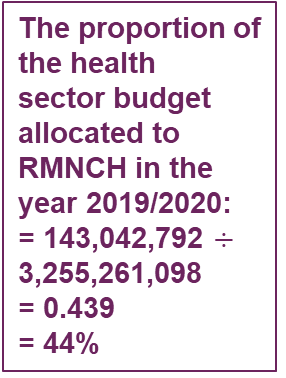 The proportion of
the health
sector budget
allocated to
RMNCH in the
year 2019/2020:
= 143,042,792 ÷
3,255,261,098
= 0.439
= 44%